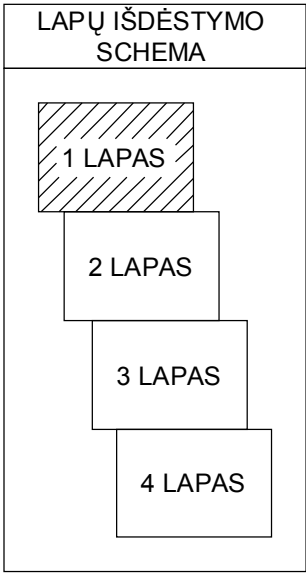 LAPŲ IŠDĖSTYMO
SCHEMA
1 LAPAS
2 LAPAS
3 LAPAS
4 LAPAS